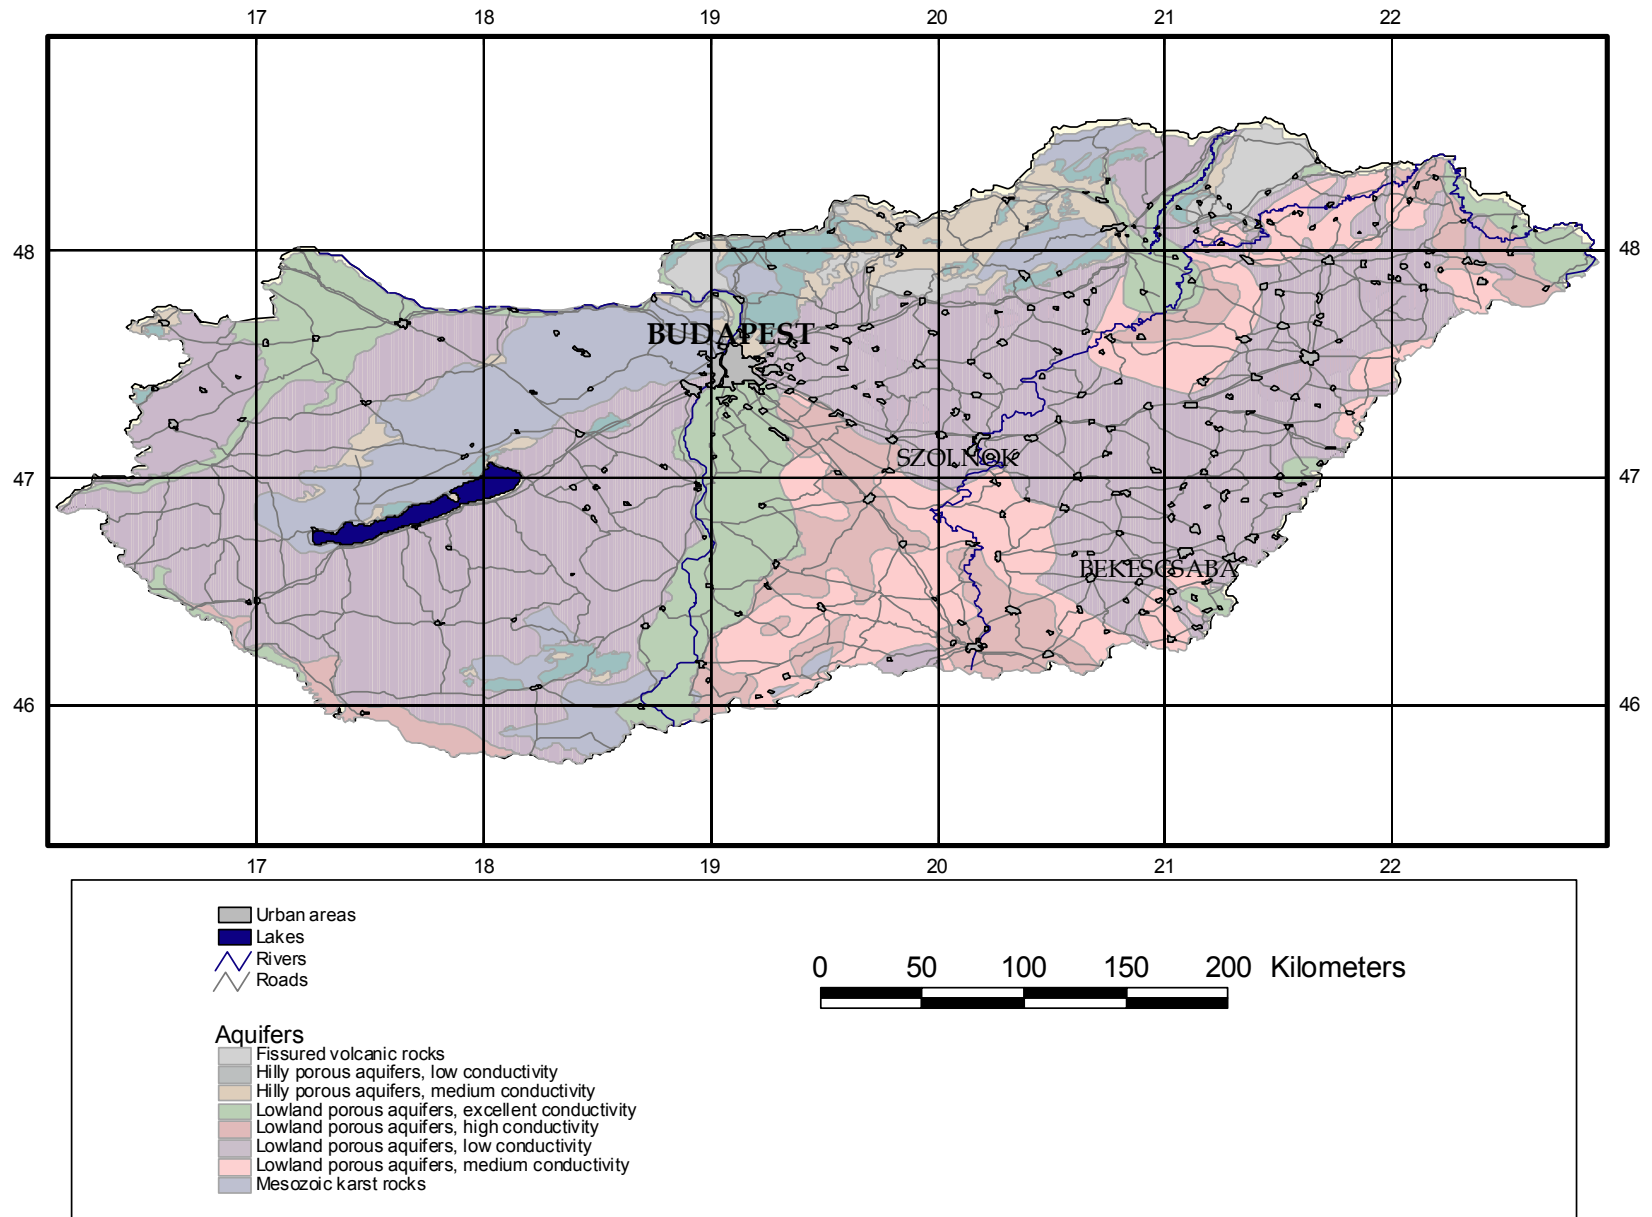 17 18 19 20 21 22
48 48
BUDAPEST
SZOLNOK
47 47
BEKESCSABA
46 46
17 18 19 20 21 22
Urban areas
Lakes
Rivers
Roads
0 50 100 150 200 Kilometers
Aquifers
Fissured volcanic rocks
Hilly porous aquifers, low conductivity
Hilly porous aquifers, medium conductivity
Lowland porous aquifers, excellent conductivity
Lowland porous aquifers, high conductivity
Lowland porous aquifers, low conductivity
Lowland porous aquifers, medium conductivity
Mesozoic karst rocks